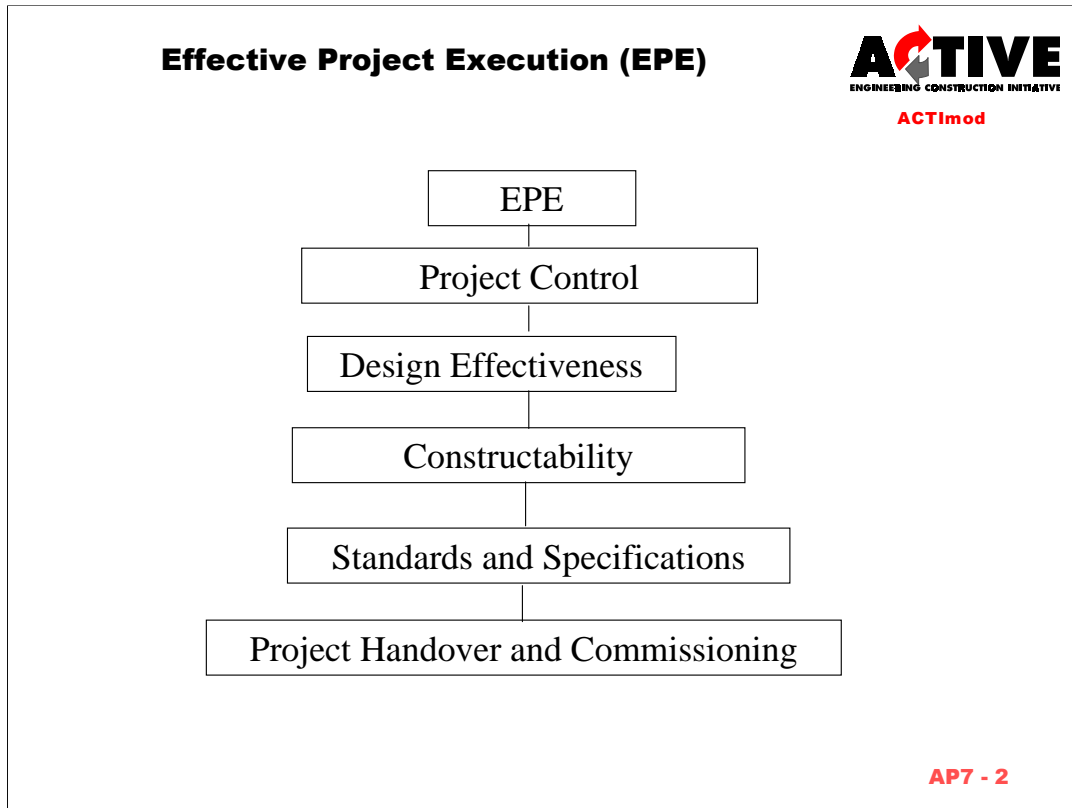 Effective Project Execution (EPE)
ACTIVE
ENGINEERING CONSTRUCTION INITIATIVE
ACTImod
EPE
Project Control
Design Effectiveness
Constructability
Standards and Specifications
Project Handover and Commissioning
AP7 - 2